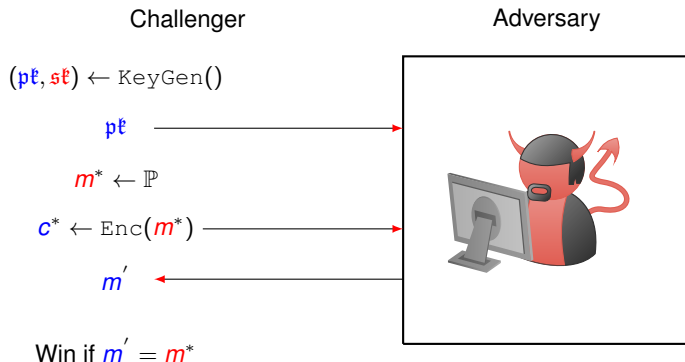 Challenger Adversary
(𝔭𝔨, 𝔰𝔨) ← KeyGen()
𝔭𝔨
m* ← ℙ
c* ← Enc(m*)
m′
Win if m′ = m*